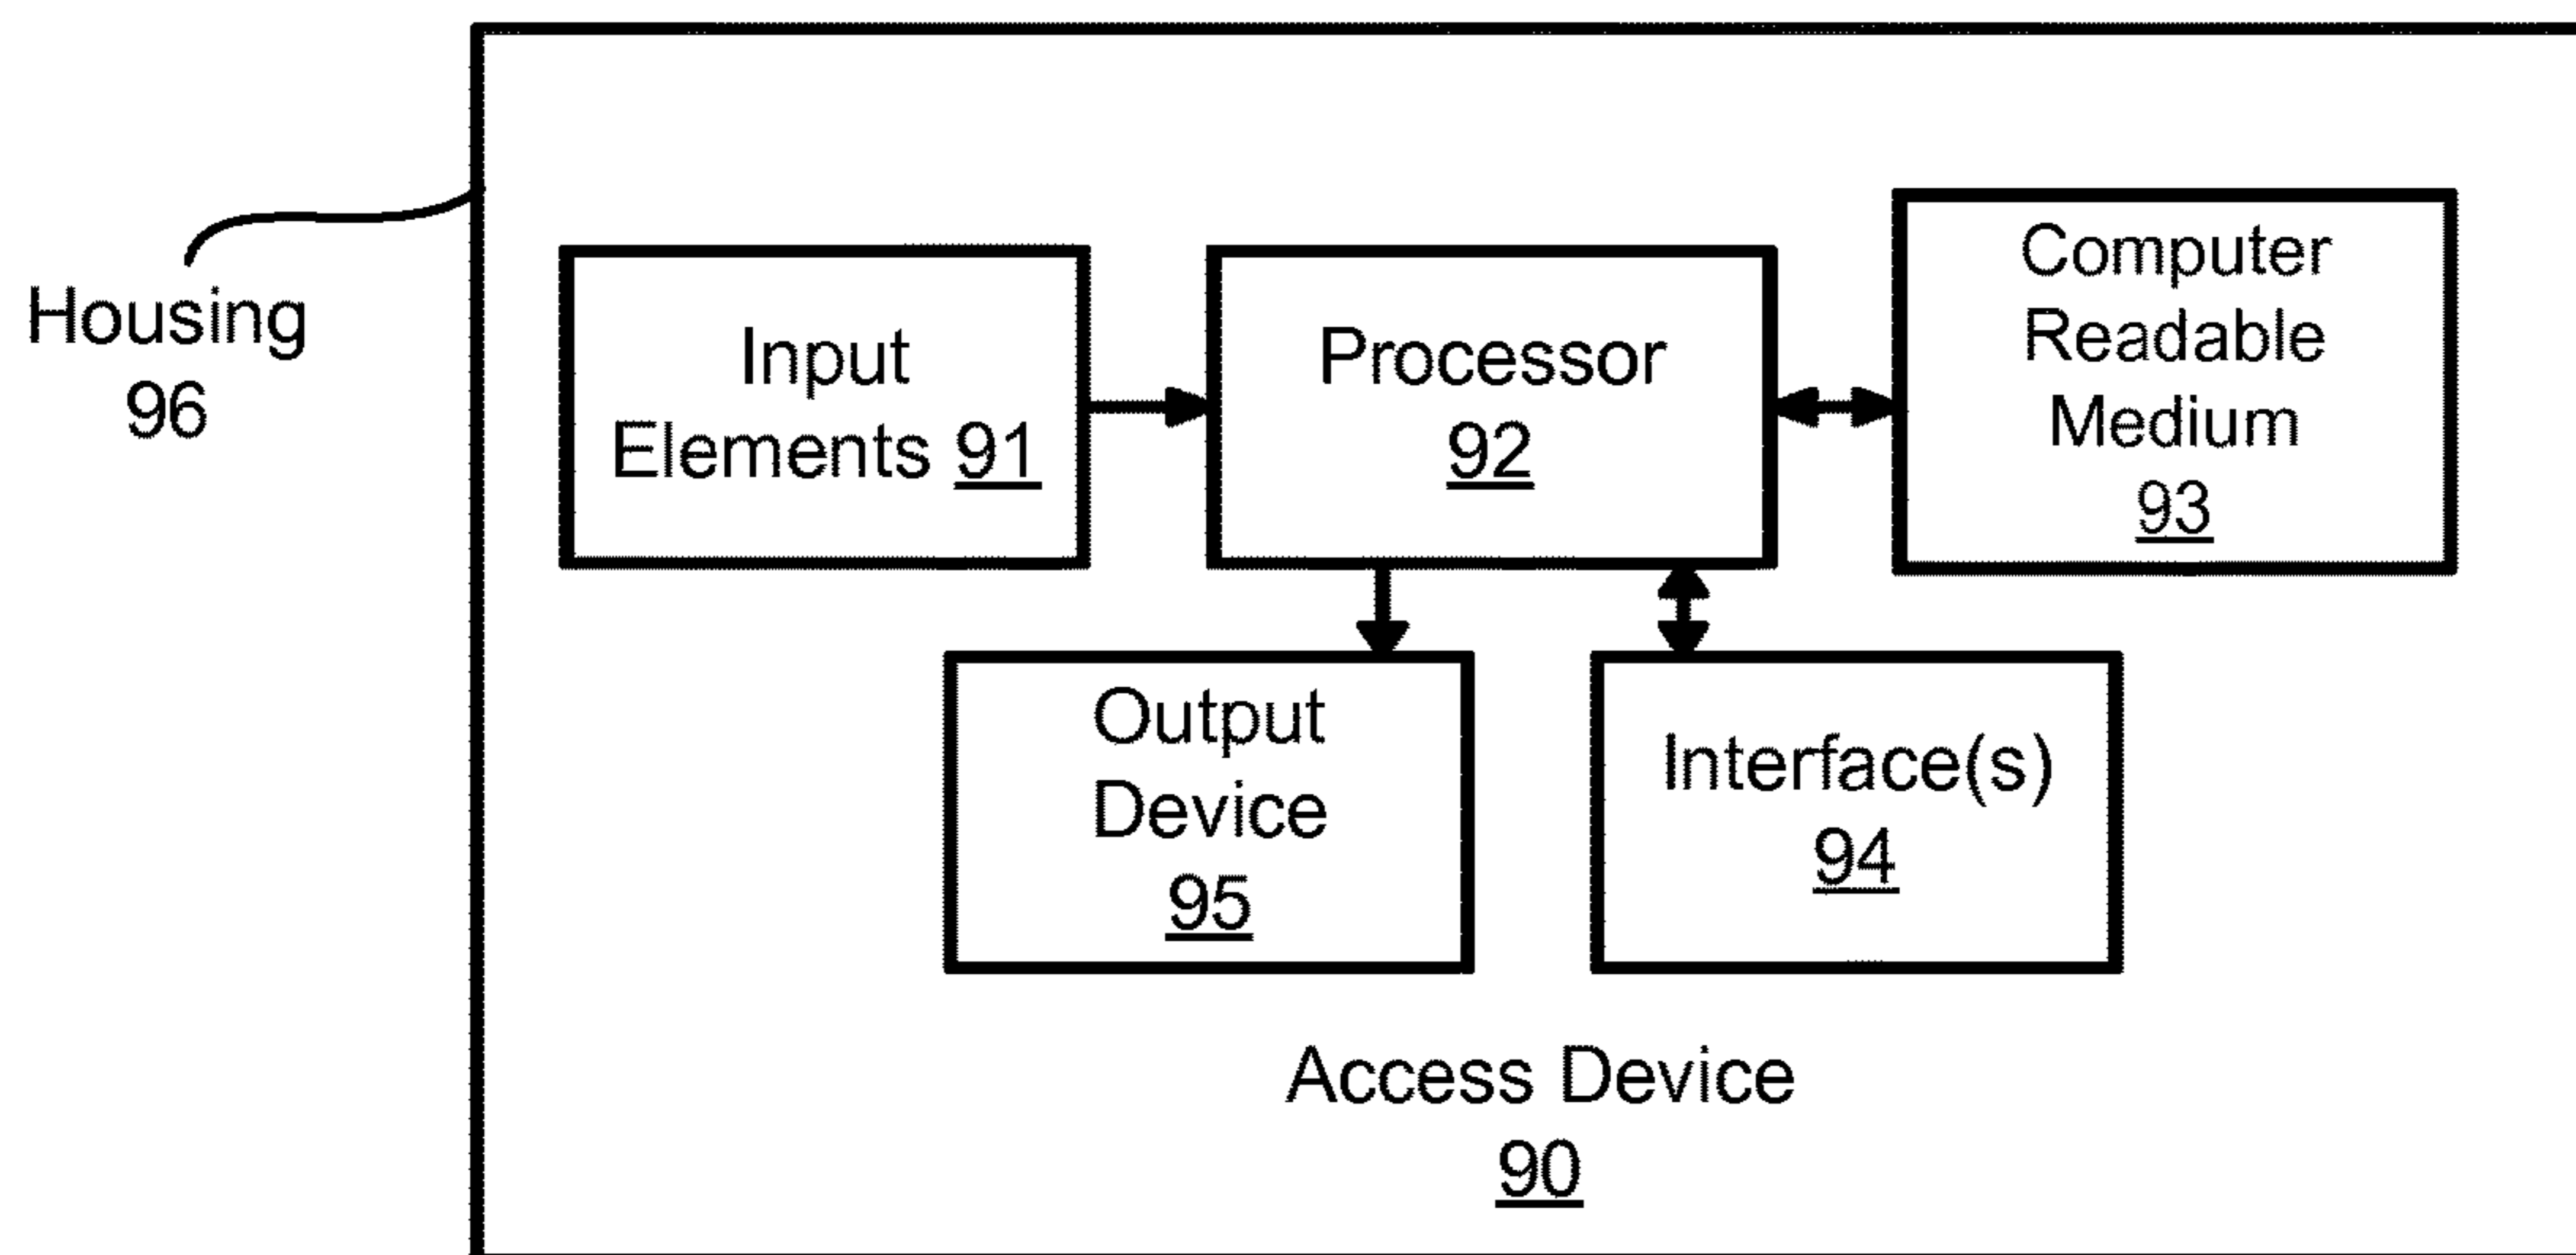 Housing
96
Input
Elements 91
Processor
92
Computer
Readable
Medium
93
Output
Device
95
Interface(s)
94
Access Device
90